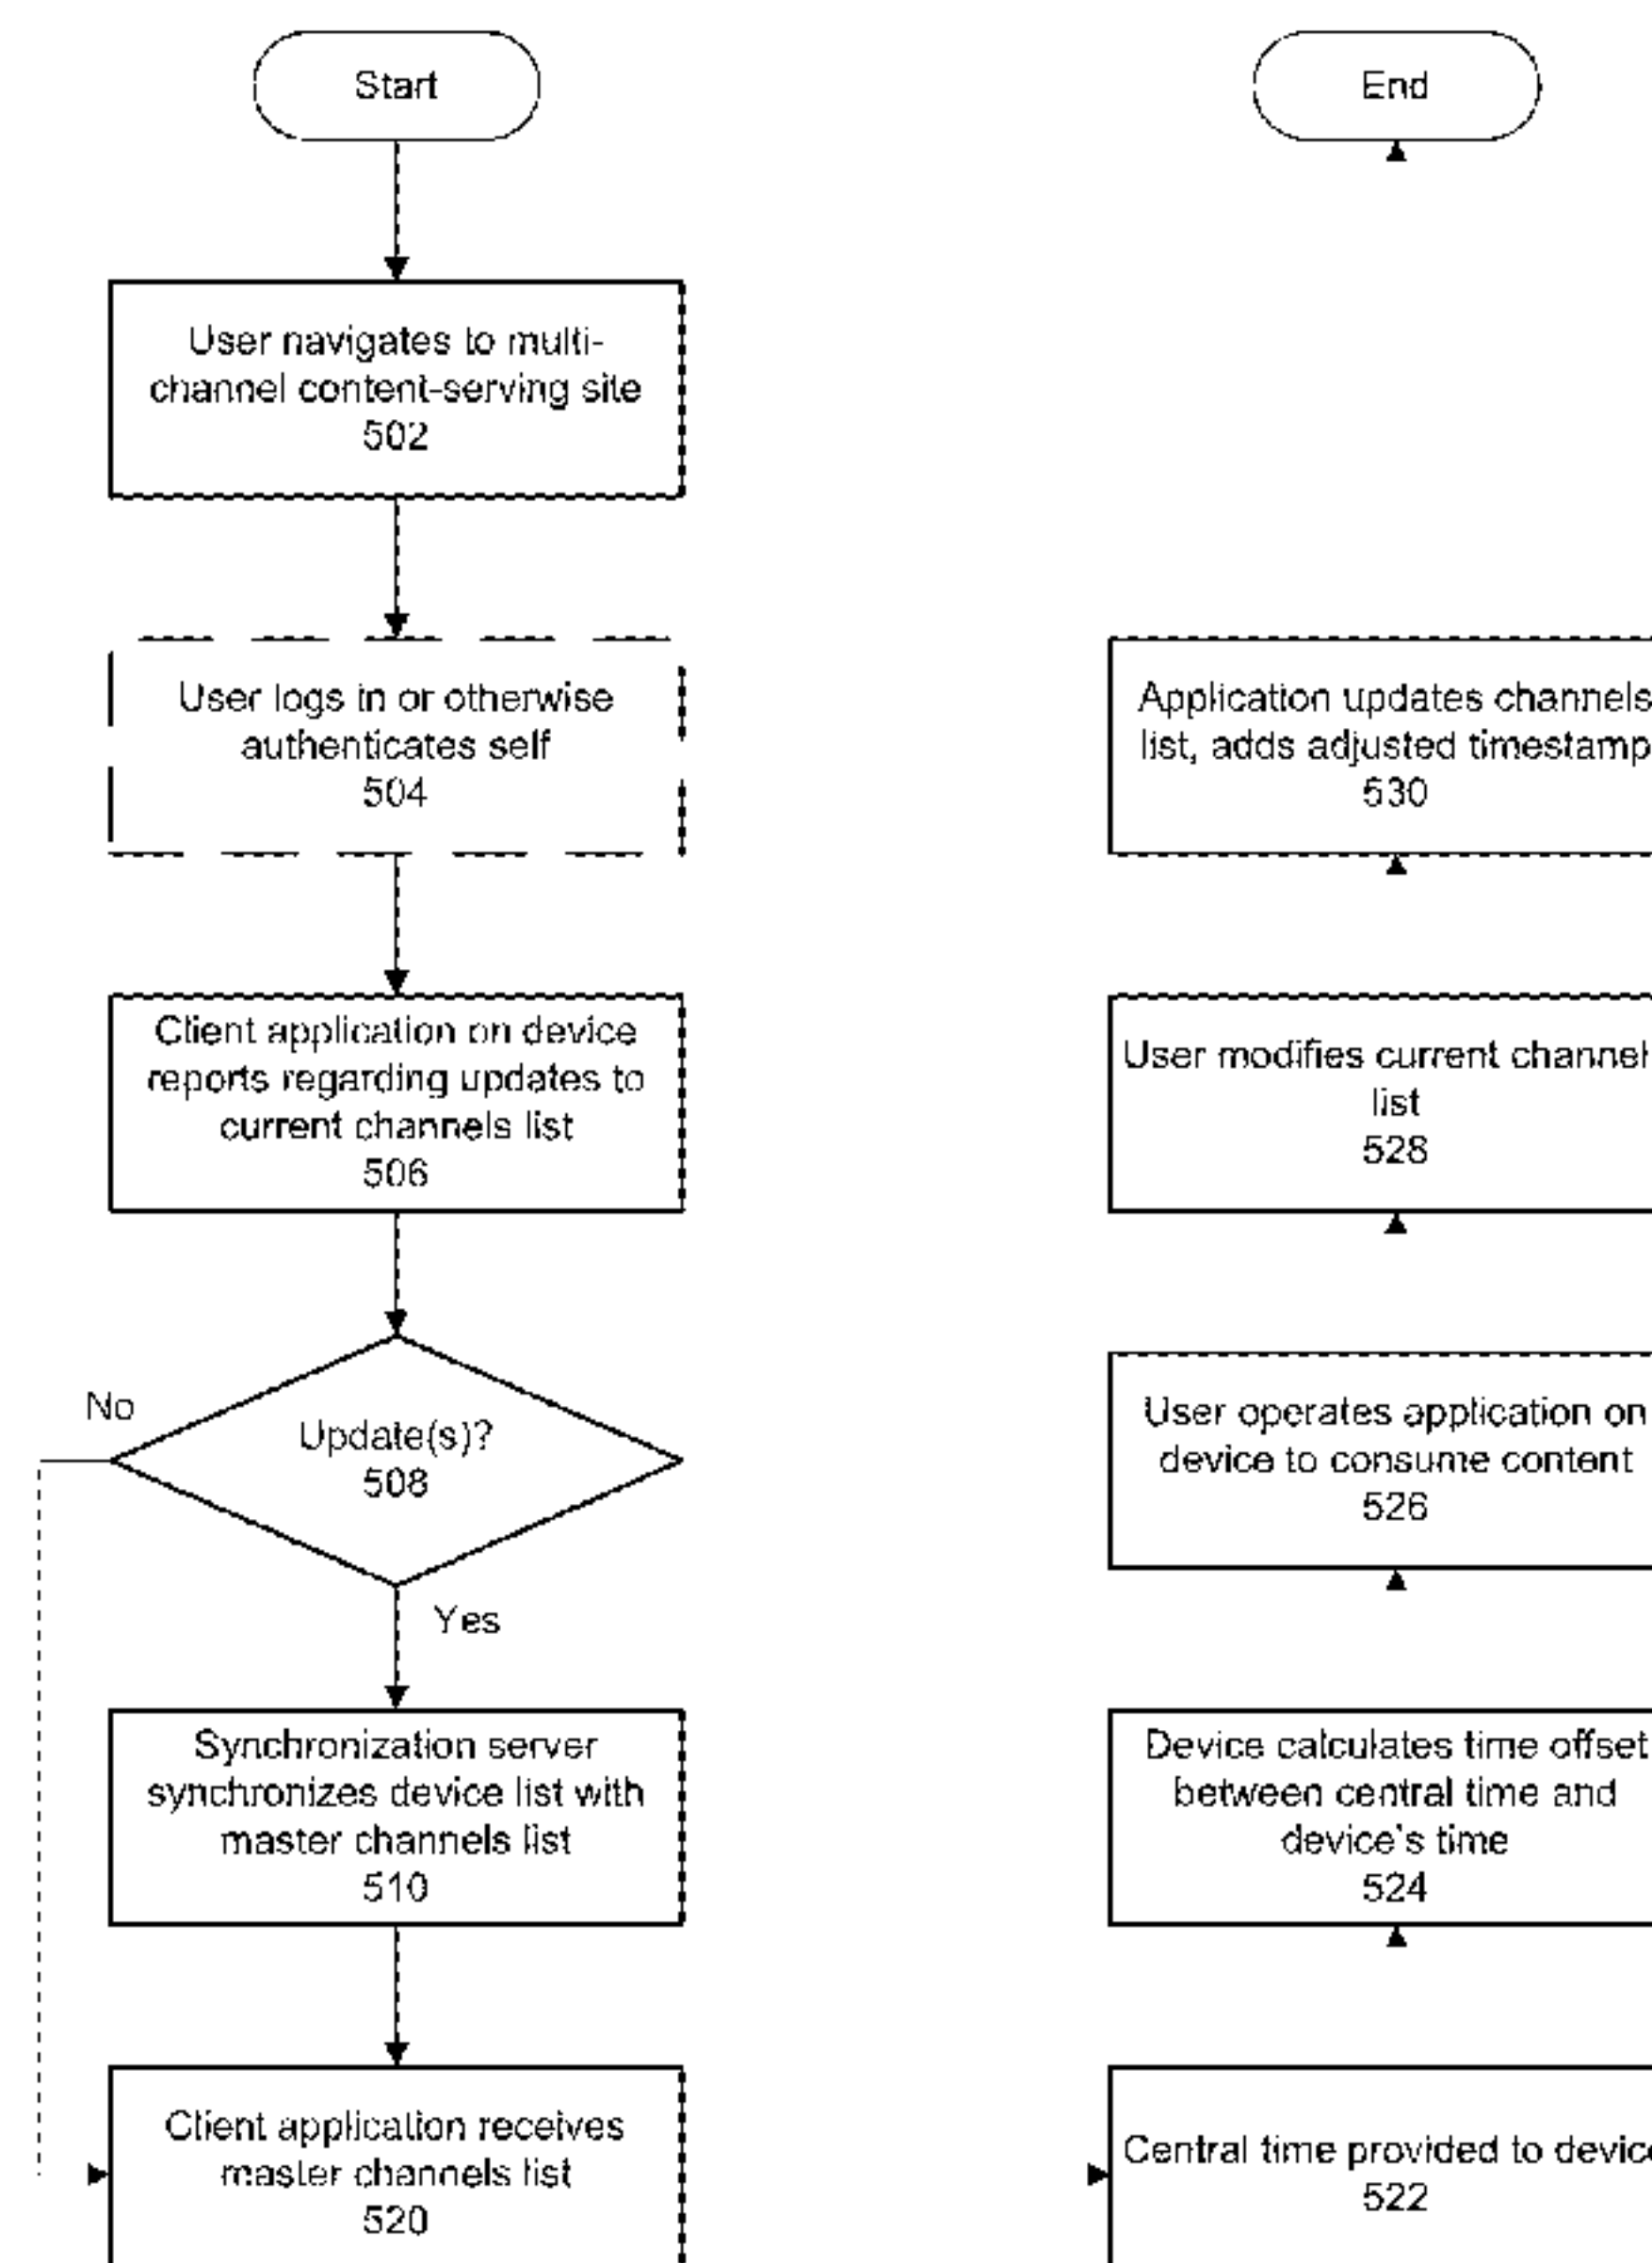 Start
User navigates to multi-
channel content-serving site
502
User logs in or otherwise
authenticates self
504
Client application on device
reports regarding updates to
current channels list
506
No
Update(s)?
508
Yes
Synchronization server
synchronizes device list with
master channels list
510
Client application receives
master channels list
520
End
Application updates channels
list, adds adjusted timestamp
530
User modifies current channel
list
528
User operates application on
device to consume content
526
Device calculates time offset
between central time and
device's time
524
Central time provided to device
522